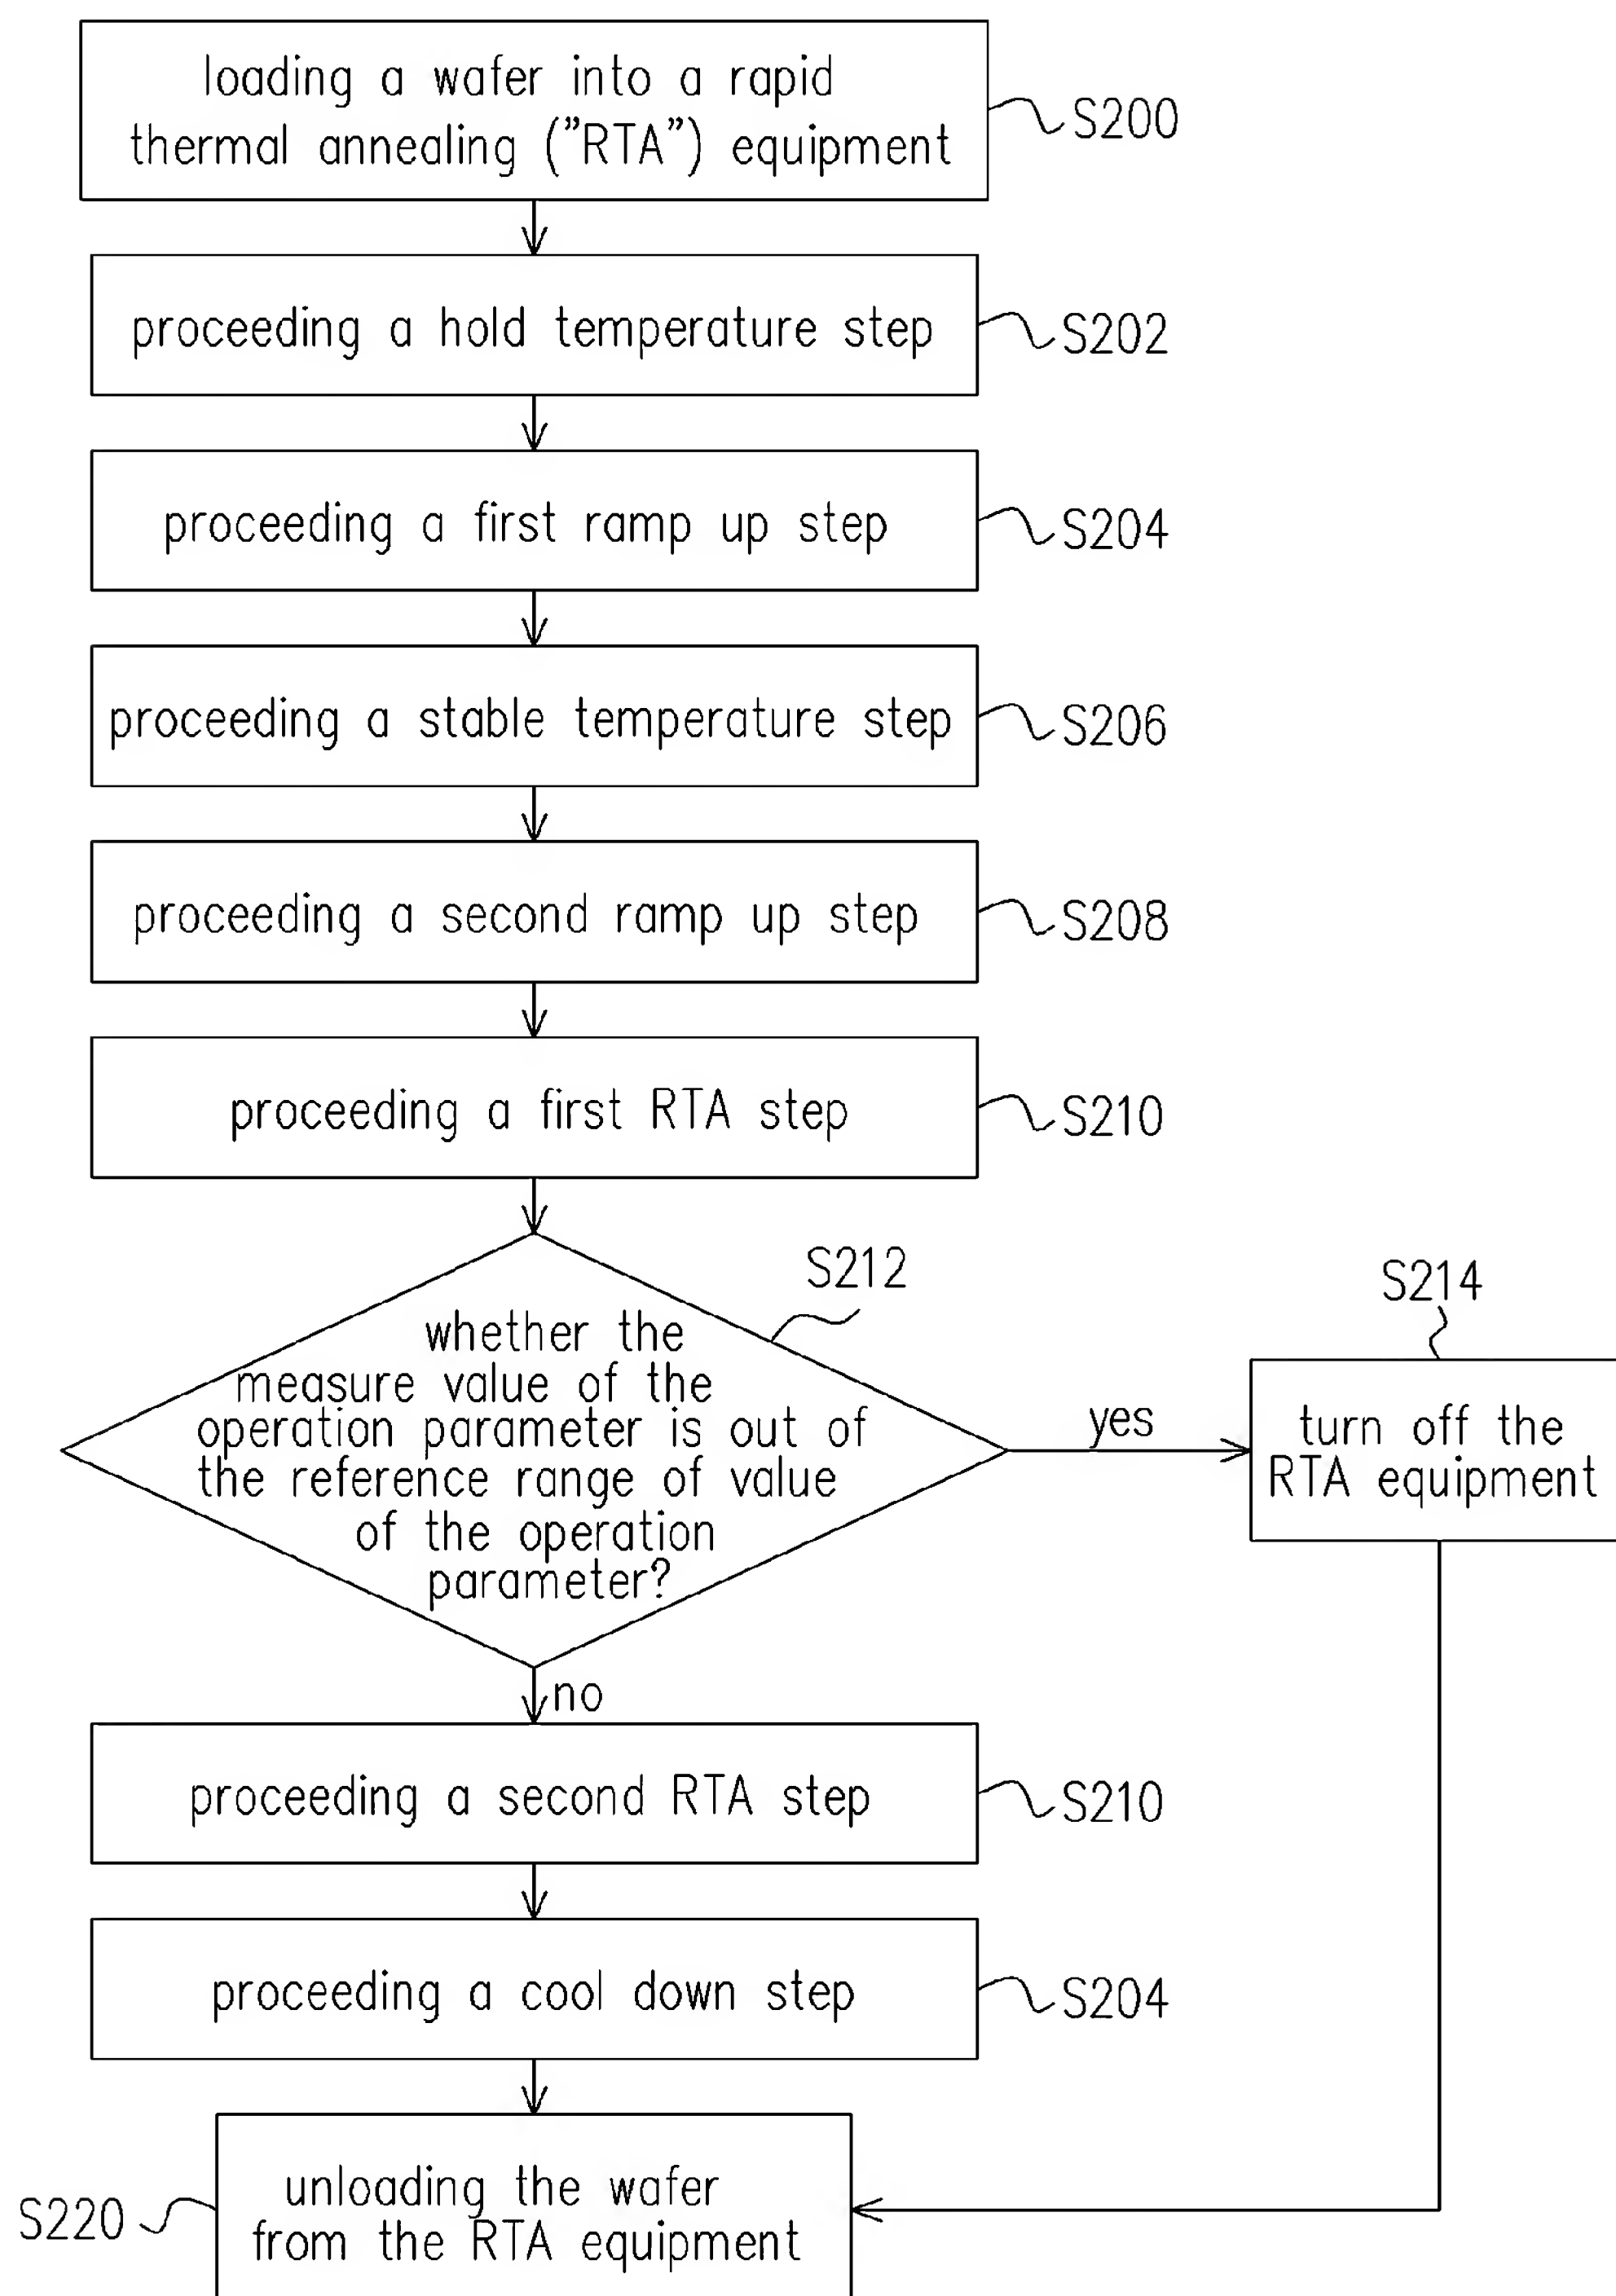 loading a wafer into a rapid
thermal annealing ("RTA") equipment
S200
proceeding a hold temperature step
S202
proceeding a first ramp up step
S204
proceeding a stable temperature step
S206
proceeding a second ramp up step
S208
proceeding a first RTA step
S210
S212
whether the
measure value of the
operation parameter is out of
the reference range of value
of the operation
parameter?
yes
S214
turn off the
RTA equipment
no
proceeding a second RTA step
S210
proceeding a cool down step
S204
S220
unloading the wafer
from the RTA equipment